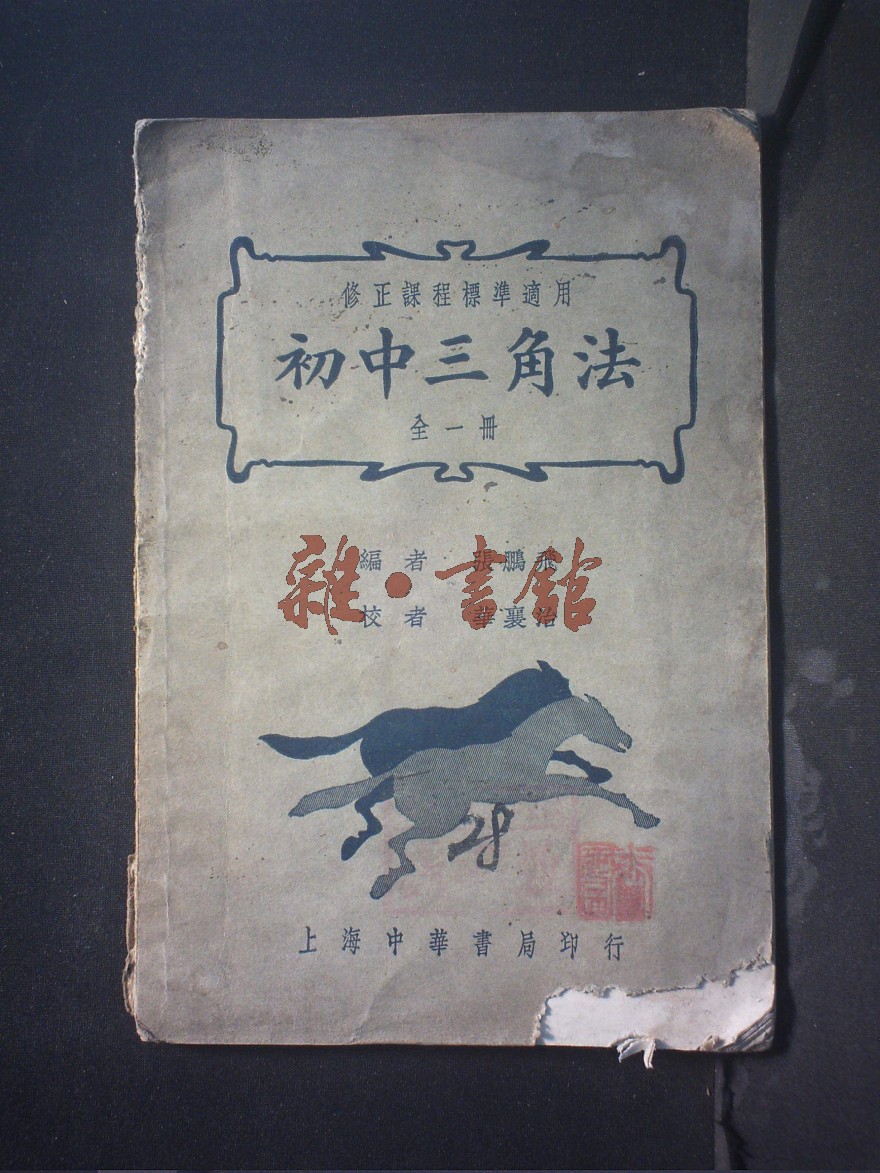 修正課程標準適用
初中三角法
全一冊
編者 張鵬飛
雜·書館
校者 華襄治
28
上海中華書局印行